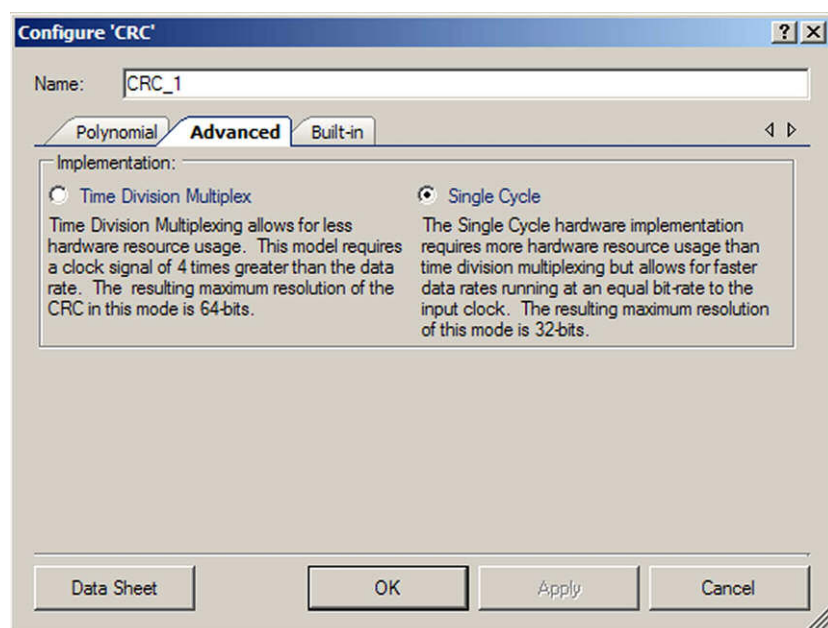 Configure 'CRC'
Name: CRC_1
Polynomial Advanced Built-in
Implementation:
Time Division Multiplex
Time Division Multiplexing allows for less
hardware resource usage. This model requires
a clock signal of 4 times greater than the data
rate. The resulting maximum resolution of the
CRC in this mode is 64-bits.
Single Cycle
The Single Cycle hardware implementation
requires more hardware resource usage than
time division multiplexing but allows for faster
data rates running at an equal bit-rate to the
input clock. The resulting maximum resolution
of this mode is 32-bits.
Data Sheet OK Apply Cancel